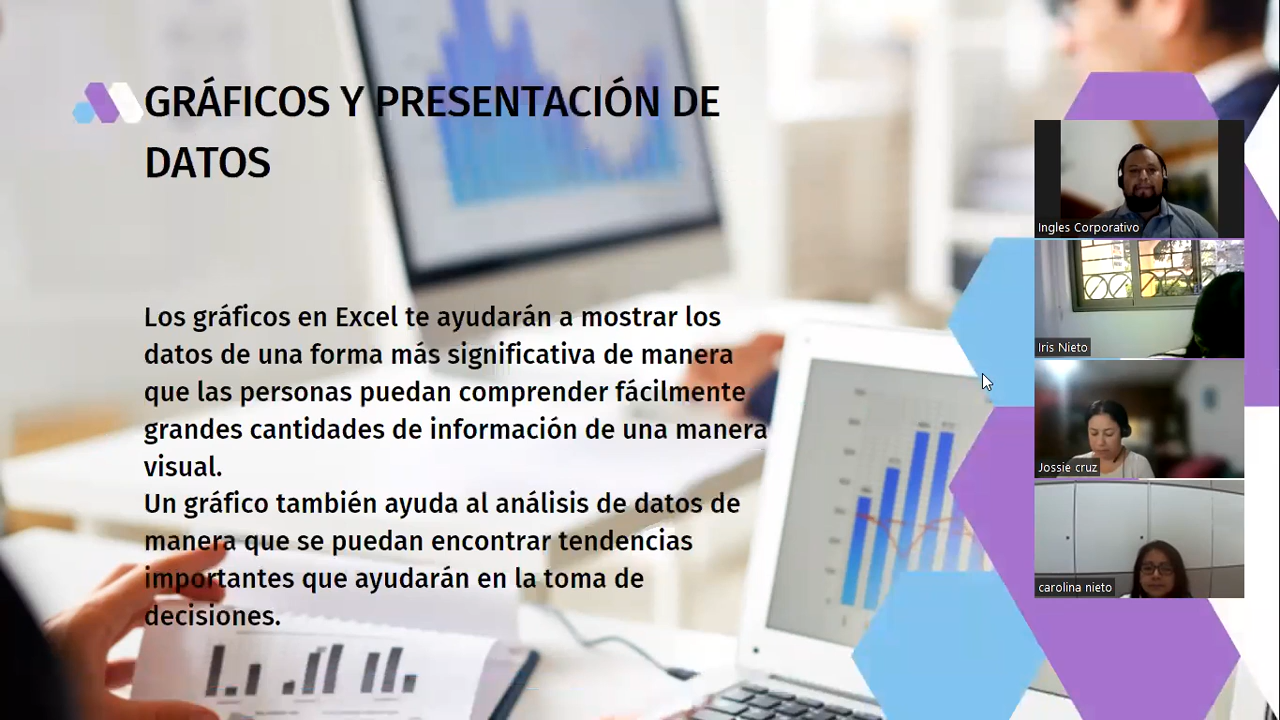 GRÁFICOS Y PRESENTACIÓN DE
DATOS
Los gráficos en Excel te ayudarán a mostrar los
datos de una forma más significativa de manera
que las personas puedan comprender fácilmente
grandes cantidades de información de una manera
visual.
Un gráfico también ayuda al análisis de datos de
manera que se puedan encontrar tendencias
importantes que ayudarán en la toma de
decisiones.
Ingles Corporativo
Iris Nieto
Jossie cruz
carolina nieto